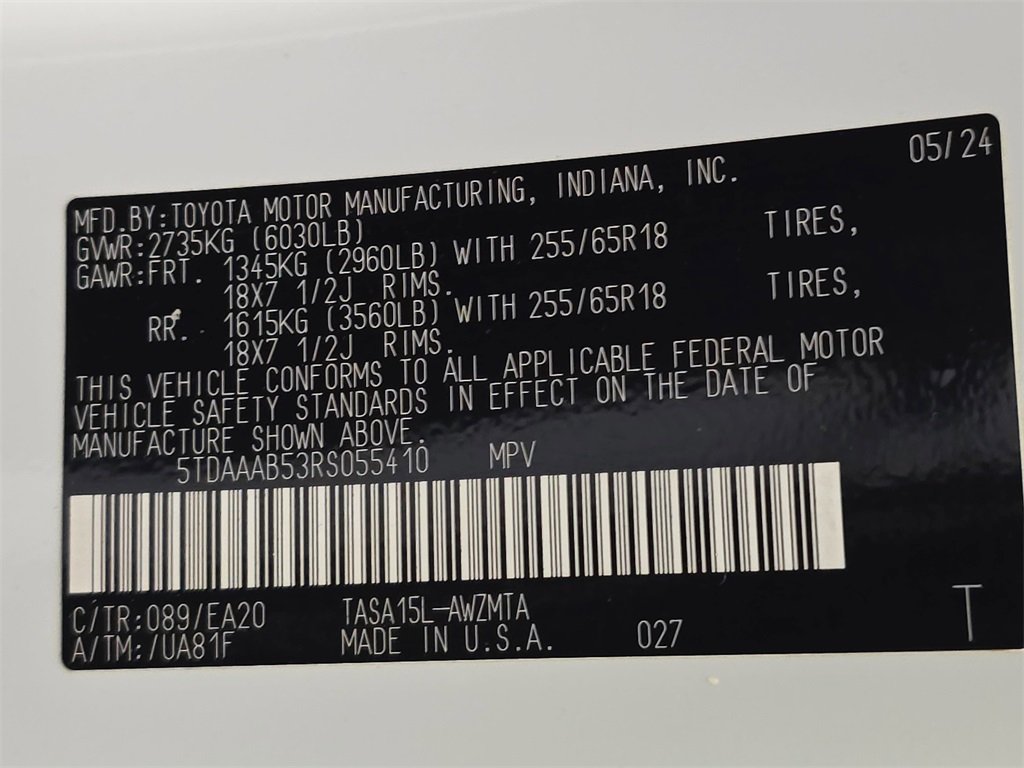 05/24
MFD.BY:TOYOTA MOTOR MANUFACTURING, INDIANA, INC.
GVWR:2735KG (6030LB)
GAWR:FRT. 1345KG (2960LB) WITH 255/65R18 TIRES,
18X7 1/2J RIMS.
RR. 1615KG (3560LB) WITH 255/65R18 TIRES,
18X7 1/2J RIMS.
THIS VEHICLE CONFORMS TO ALL APPLICABLE FEDERAL MOTOR
VEHICLE SAFETY STANDARDS IN EFFECT ON THE DATE OF
MANUFACTURE SHOWN ABOVE.
5TDAAAB53RS055410 MPV
C/TR:089/EA20 TASA15L-AWZMTA
A/TM:/UA81F MADE IN U.S.A. 027 T